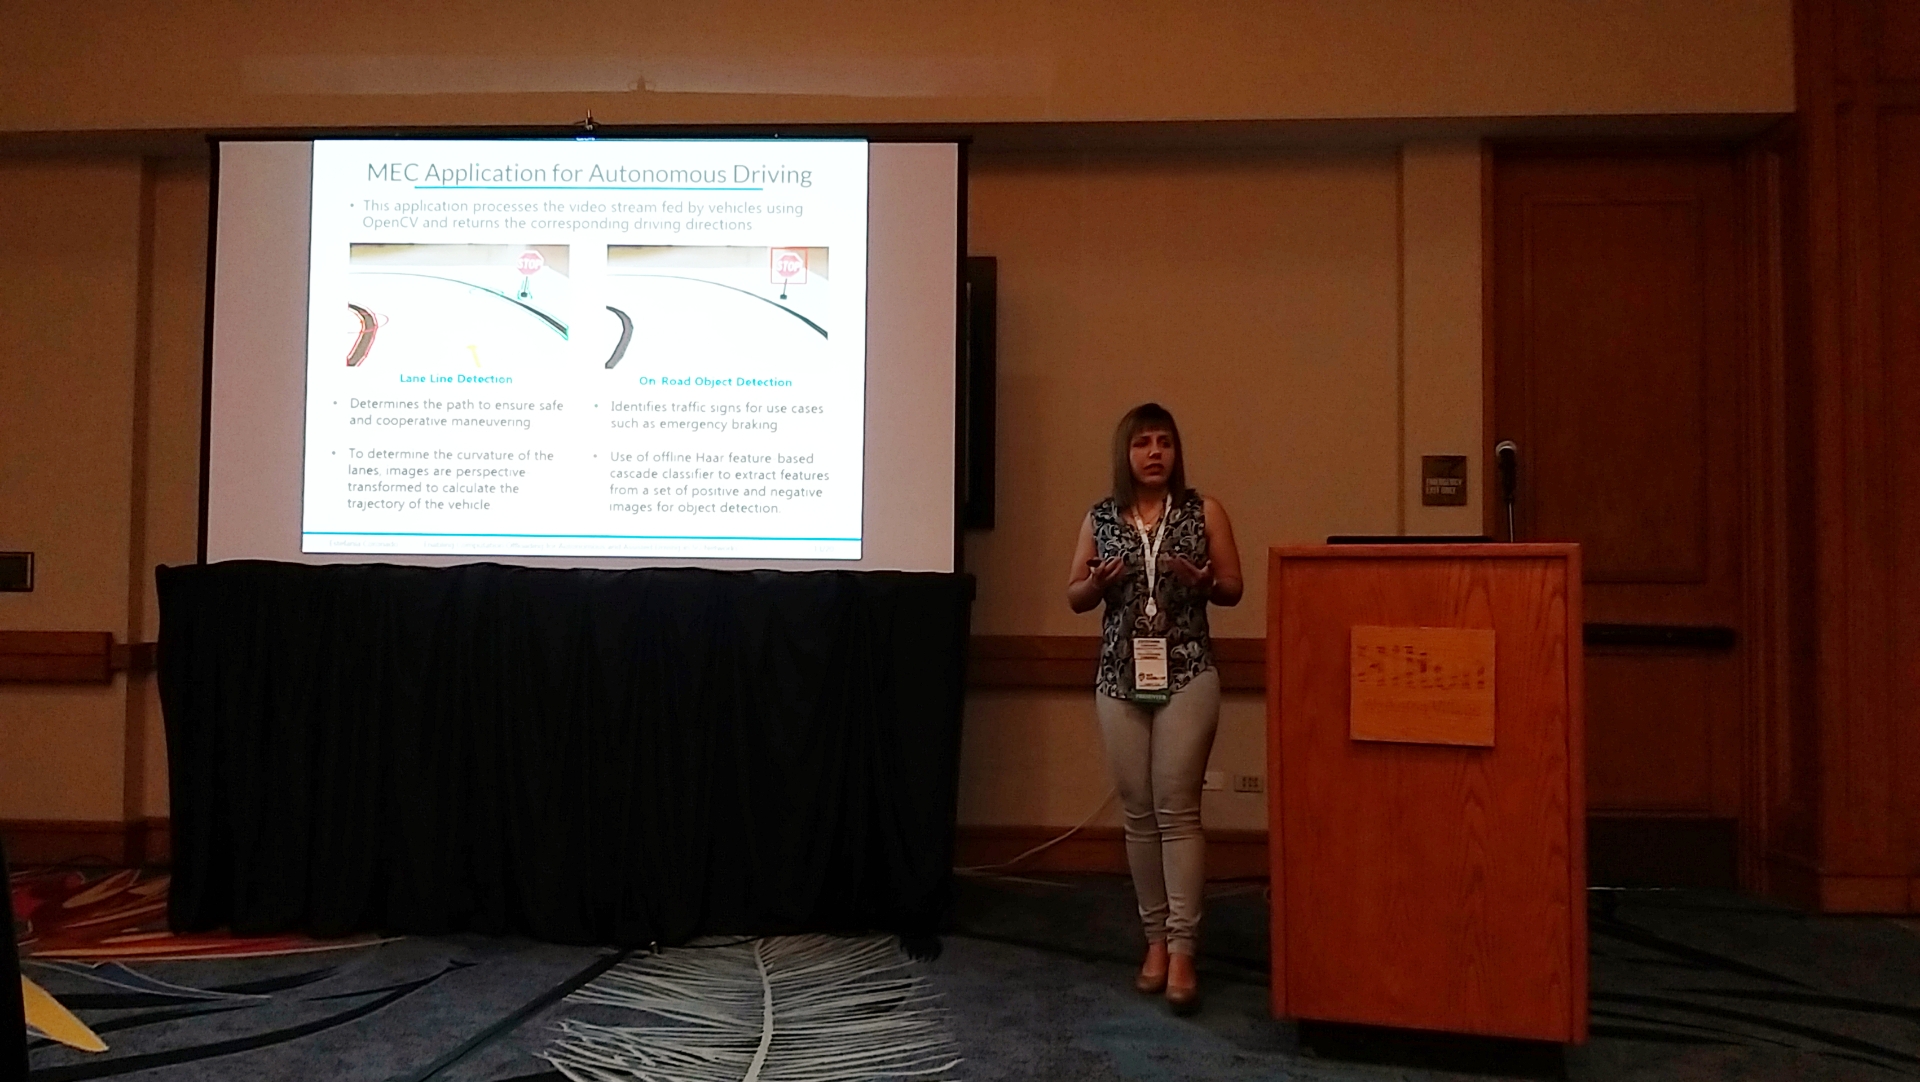 MEC Application for Autonomous Driving
• This application processes the video stream fed by vehicles using
OpenCV and returns the corresponding driving directions
STOP
STOP
Lane Line Detection
• Determines the path to ensure safe
and cooperative maneuvering
• To determine the curvature of the
lanes, images are perspective
transformed to calculate the
trajectory of the vehicle
On Road Object Detection
• Identifies traffic signs for use cases
such as emergency braking
• Use of offline Haar feature based
cascade classifier to extract features
from a set of positive and negative
images for object detection.
EMERGENCY
EXIT ONLY
PRESENTER